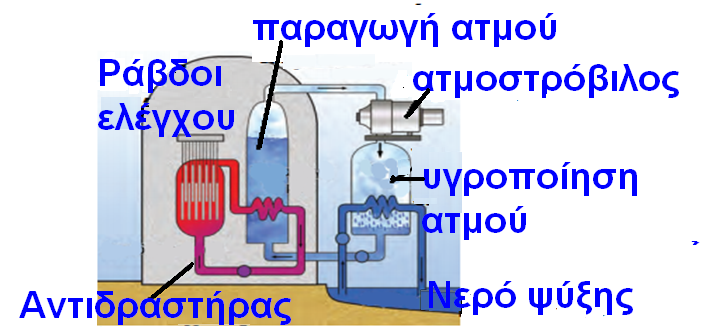 παραγωγή ατμού
Ράβδοι
ελέγχου
ατμοστρόβιλος
υγροποίηση
ατμού
Αντιδραστήρας
Νερό ψύξης